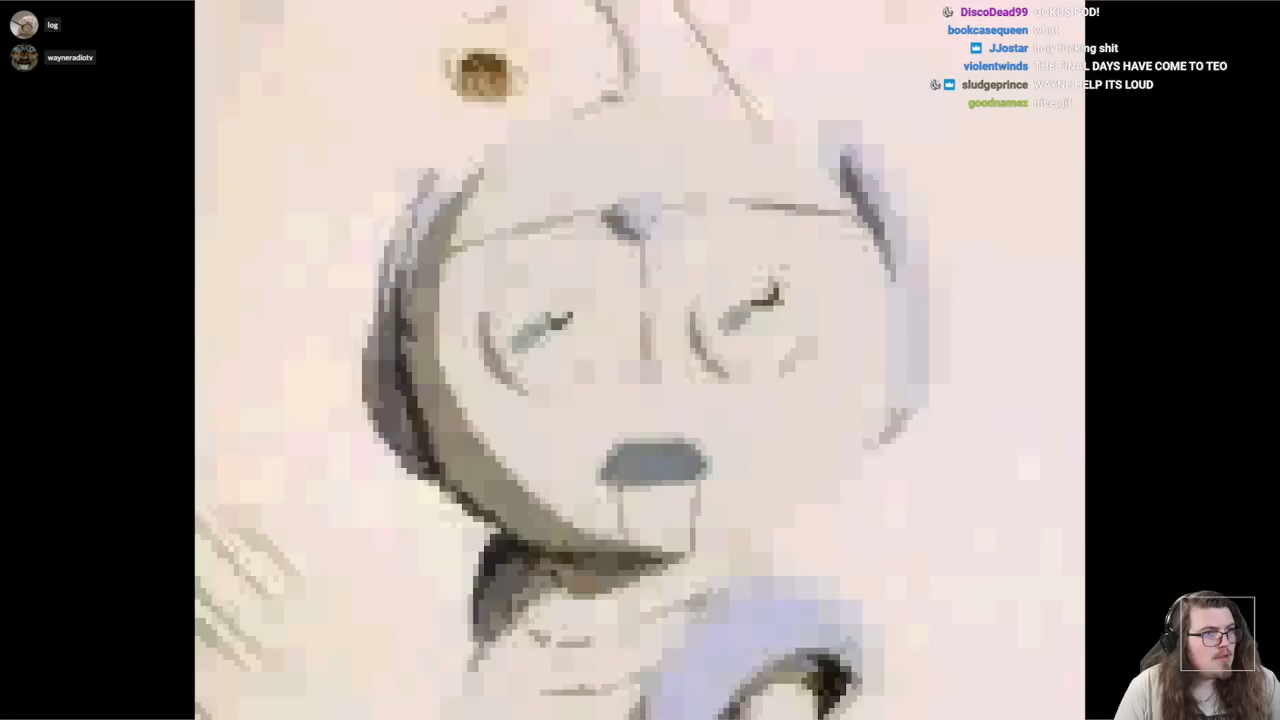 log
wayneradiotv
DiscoDead99 GOKUS POD!
bookcasequeen what
JJostar holy fucking shit
violentwinds THE FINAL DAYS HAVE COME TO TEO
sludgeprince WAYNE HELP ITS LOUD
goodnamez nice gif